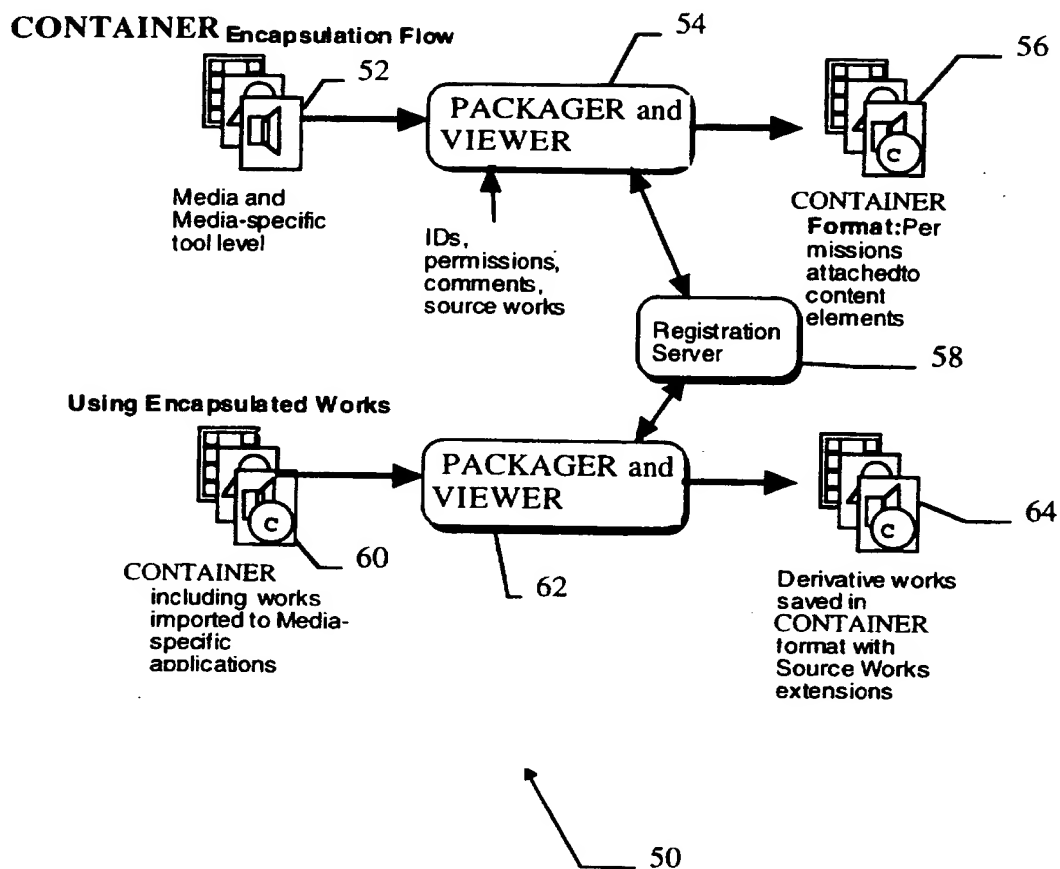 CONTAINER Encapsulation Flow
52
54
56
PACKAGER and
VIEWER
C
Media and
Media-specific
tool level
IDs,
permissions,
comments,
source works
CONTAINER
Format:Per
missions
attachedto
content
elements
Registration
Server
58
Using Encapsulated Works
C
60
PACKAGER and
VIEWER
62
C
64
CONTAINER
including works
imported to Media-
specific
applications
Derivative works
saved in
CONTAINER
format with
Source Works
extensions
50